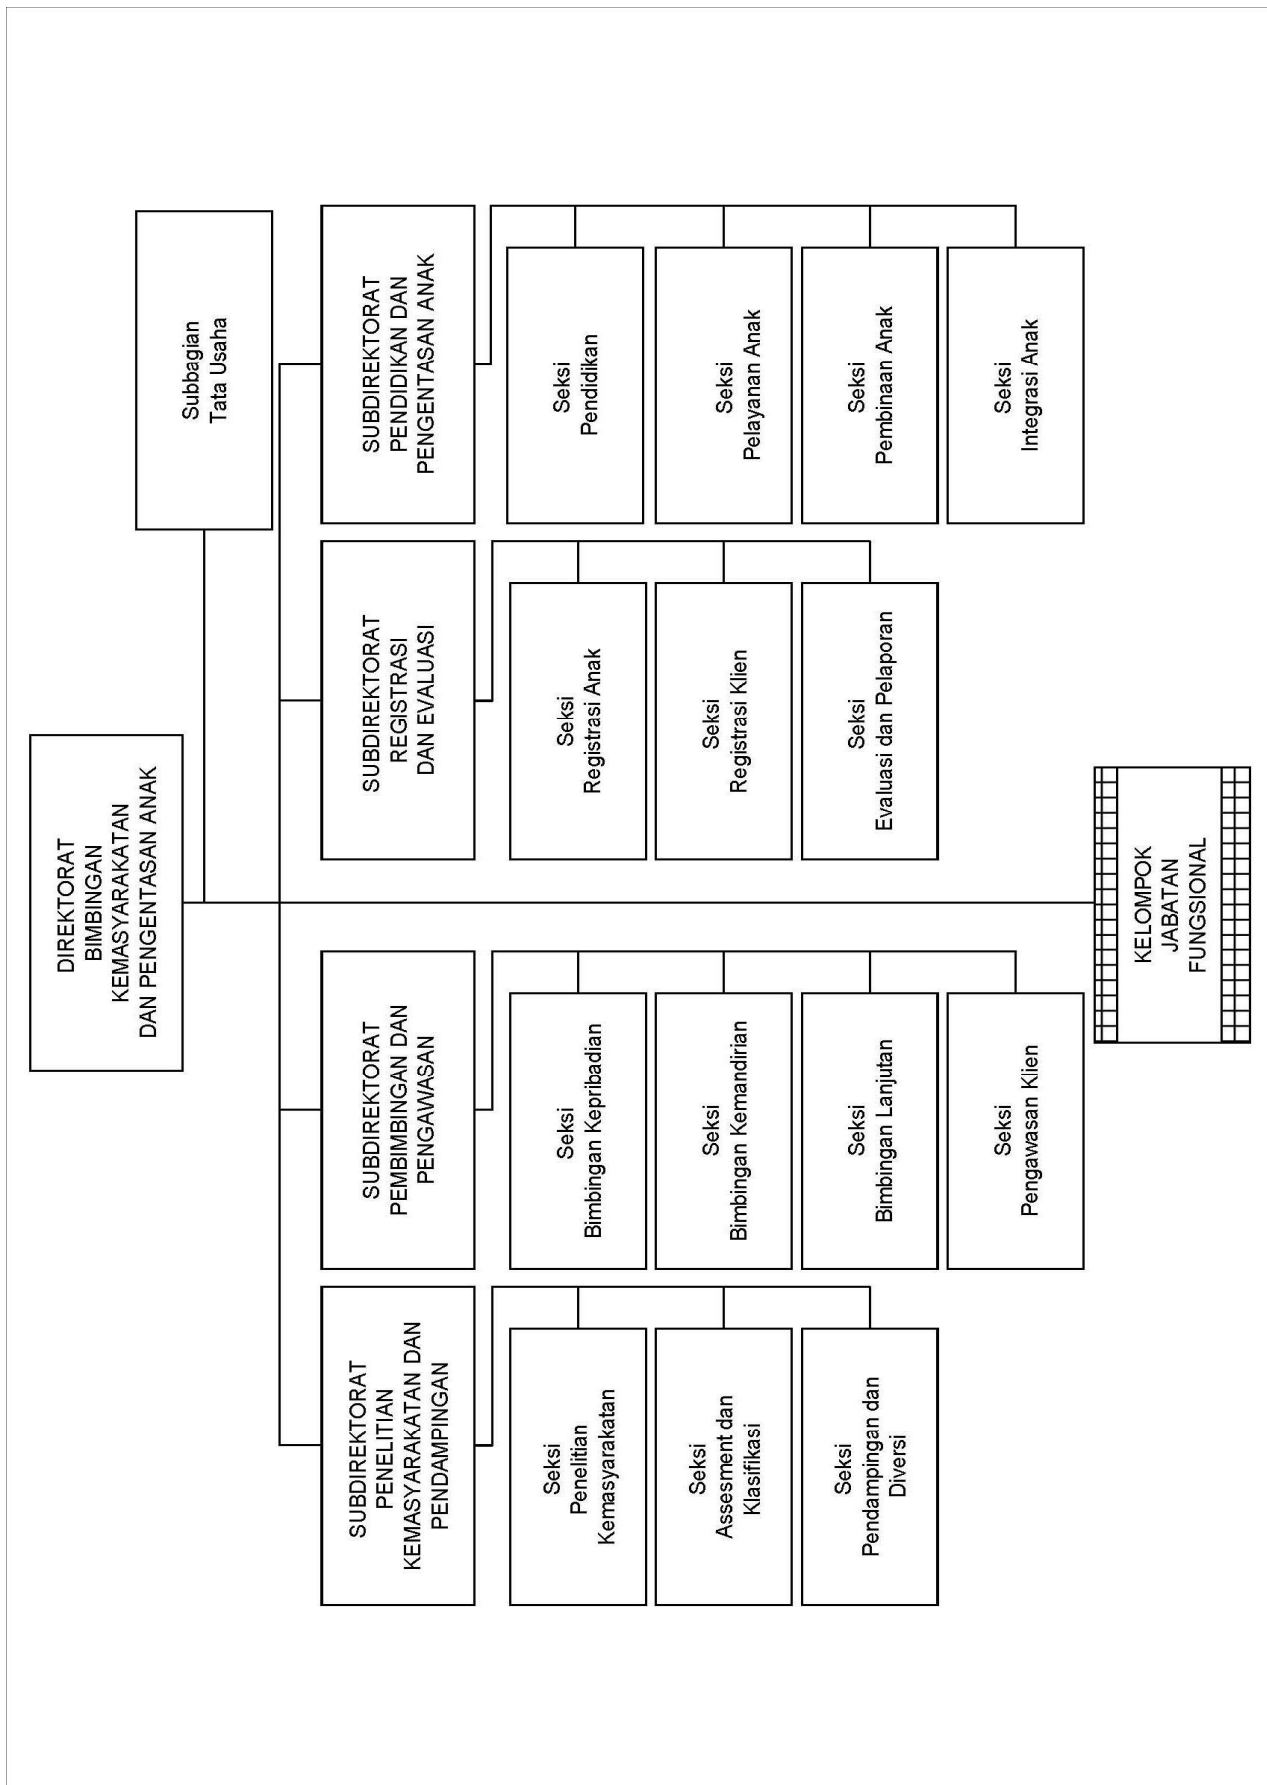 DIREKTORAT
BIMBINGAN
KEMASYARAKATAN
DAN PENGENTASAN ANAK
Subbagian
Tata Usaha
SUBDIREKTORAT
PENELITIAN
KEMASYARAKATAN DAN
PENDAMPINGAN
SUBDIREKTORAT
PEMBIMBINGAN DAN
PENGAWASAN
SUBDIREKTORAT
REGISTRASI
DAN EVALUASI
SUBDIREKTORAT
PENDIDIKAN DAN
PENGENTASAN ANAK
Seksi
Penelitian
Kemasyarakatan
Seksi
Bimbingan Kepribadian
Seksi
Registrasi Anak
Seksi
Pendidikan
Seksi
Assesment dan
Klasifikasi
Seksi
Bimbingan Kemandirian
Seksi
Registrasi Klien
Seksi
Pelayanan Anak
Seksi
Pendampingan dan
Diversi
Seksi
Bimbingan Lanjutan
Seksi
Evaluasi dan Pelaporan
Seksi
Pembinaan Anak
Seksi
Pengawasan Klien
Seksi
Integrasi Anak
KELOMPOK
JABATAN
FUNGSIONAL